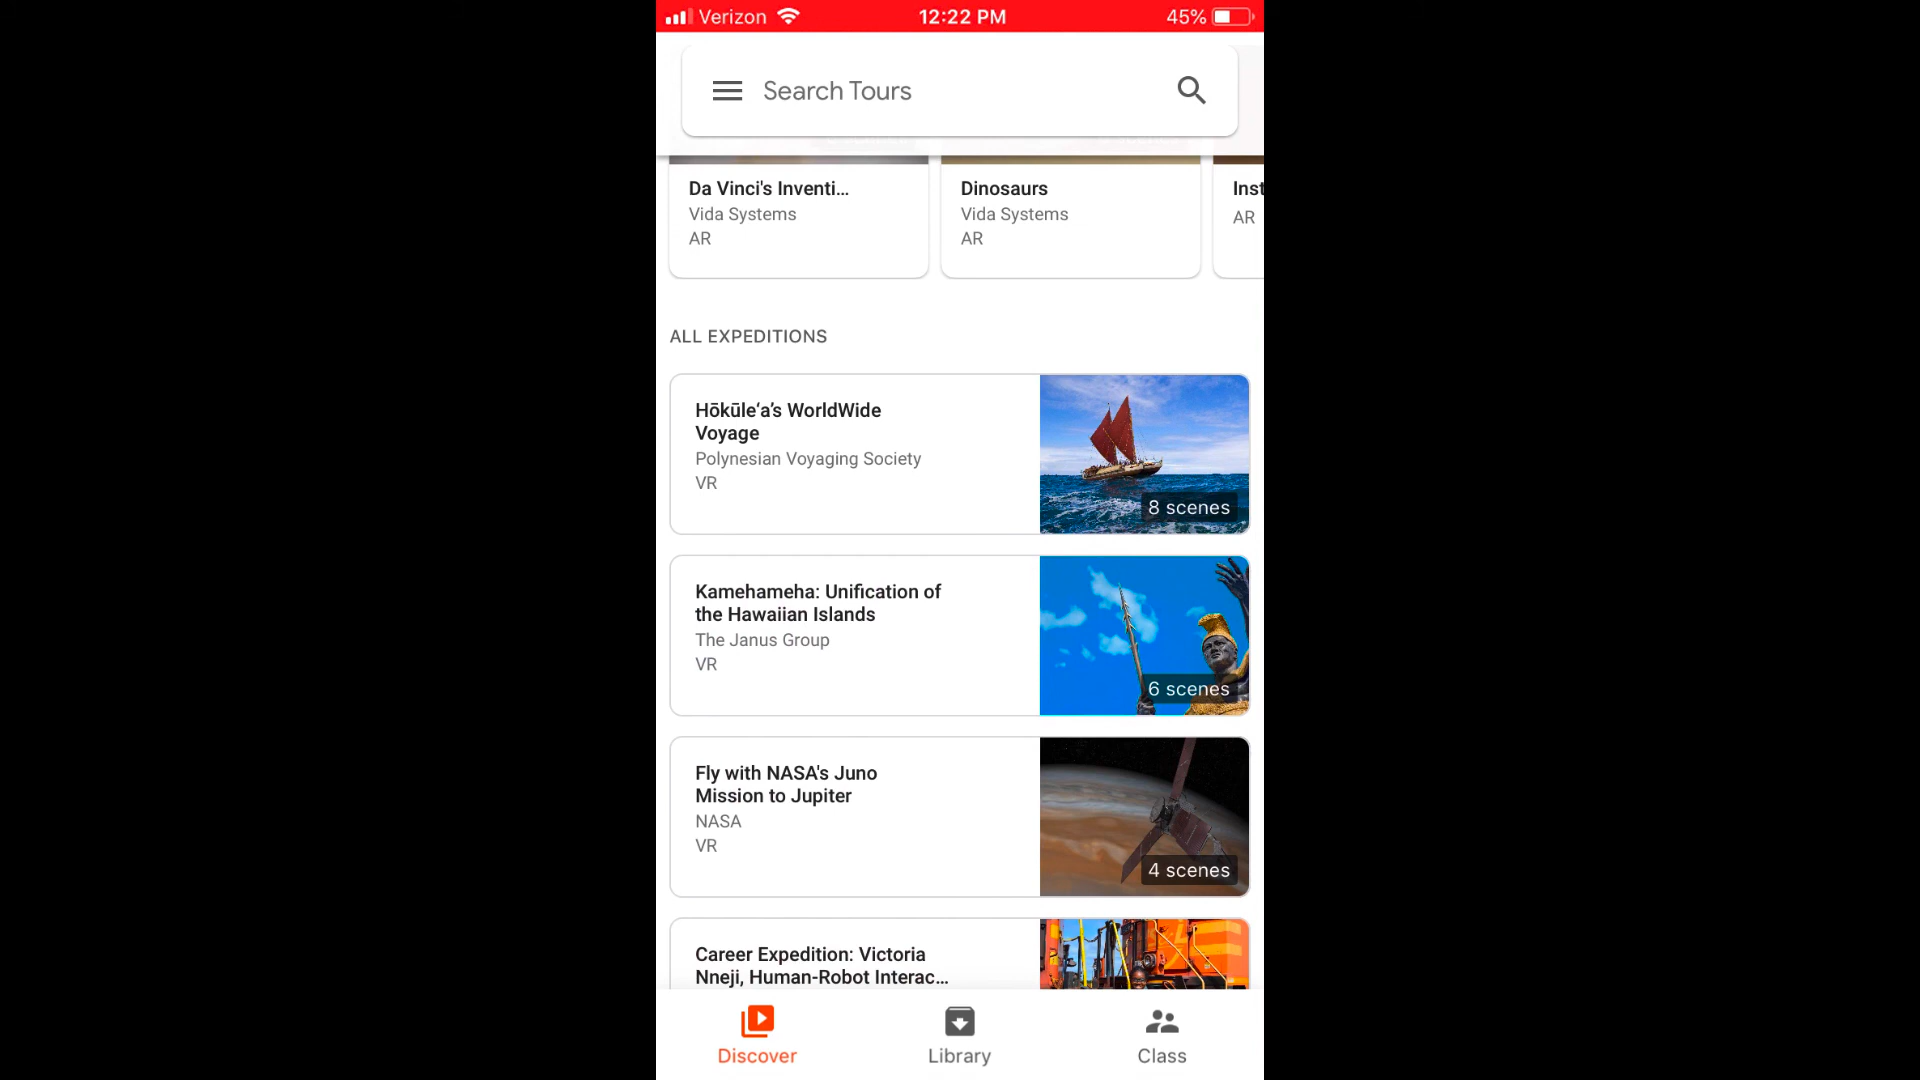 Verizon 12:22 PM 45%
Search Tours
Da Vinci's Inventi...
Vida Systems
AR
Dinosaurs
Vida Systems
AR
Inst
AR
ALL EXPEDITIONS
Hōkūleʻa’s WorldWide
Voyage
Polynesian Voyaging Society
VR
8 scenes
Kamehameha: Unification of
the Hawaiian Islands
The Janus Group
VR
6 scenes
Fly with NASA's Juno
Mission to Jupiter
NASA
VR
4 scenes
Career Expedition: Victoria
Nneji, Human-Robot Interac...
Discover
Library
Class